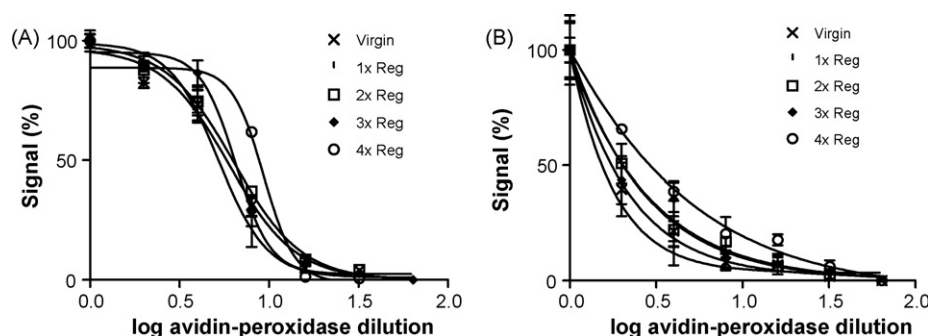 (A)
100
50
0
Signal (%)
0.0 0.5 1.0 1.5 2.0
log avidin-peroxidase dilution
Virgin
1x Reg
2x Reg
3x Reg
4x Reg
(B)
100
50
0
Signal (%)
0.0 0.5 1.0 1.5 2.0
log avidin-peroxidase dilution
Virgin
1x Reg
2x Reg
3x Reg
4x Reg